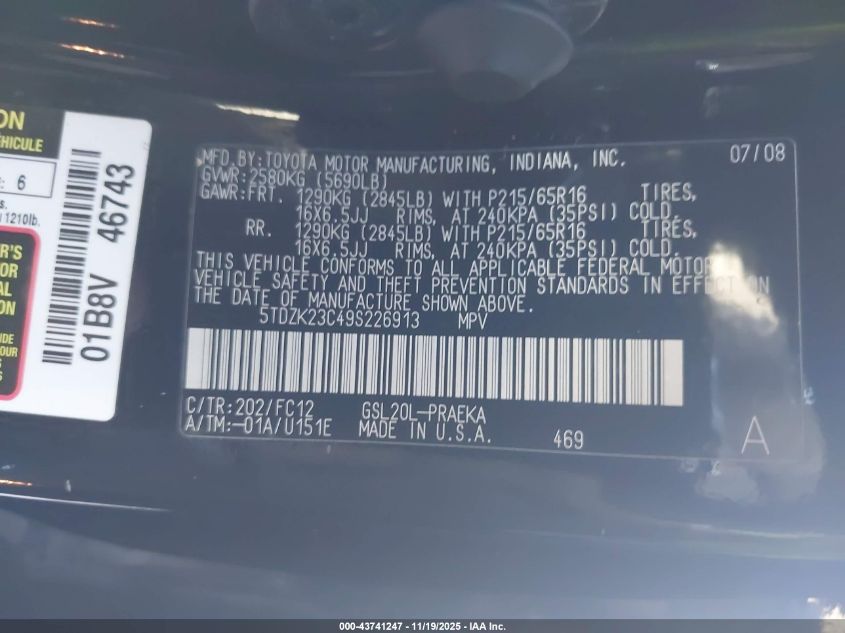 ON
EHICULE
: 6
s.
1210lb.
R'S
OR
AL
ON
IDE
OUR
S
S
01B8V 46743
MFD.BY:TOYOTA MOTOR MANUFACTURING, INDIANA, INC. 07/08
GVWR:2580KG (5690LB)
GAWR:FRT. 1290KG (2845LB) WITH P215/65R16 TIRES,
16X6.5JJ RIMS, AT 240KPA (35PSI) COLD.
RR. 1290KG (2845LB) WITH P215/65R16 TIRES,
16X6.5JJ RIMS, AT 240KPA (35PSI) COLD.
THIS VEHICLE CONFORMS TO ALL APPLICABLE FEDERAL MOTOR
VEHICLE SAFETY AND THEFT PREVENTION STANDARDS IN EFFECT ON
THE DATE OF MANUFACTURE SHOWN ABOVE.
5TDZK23C49S226913 MPV
C/TR:202/FC12 GSL20L-PRAEKA
A/TM:-01A/U151E MADE IN U.S.A. 469 A
000-43741247 - 11/19/2025 - IAA Inc.